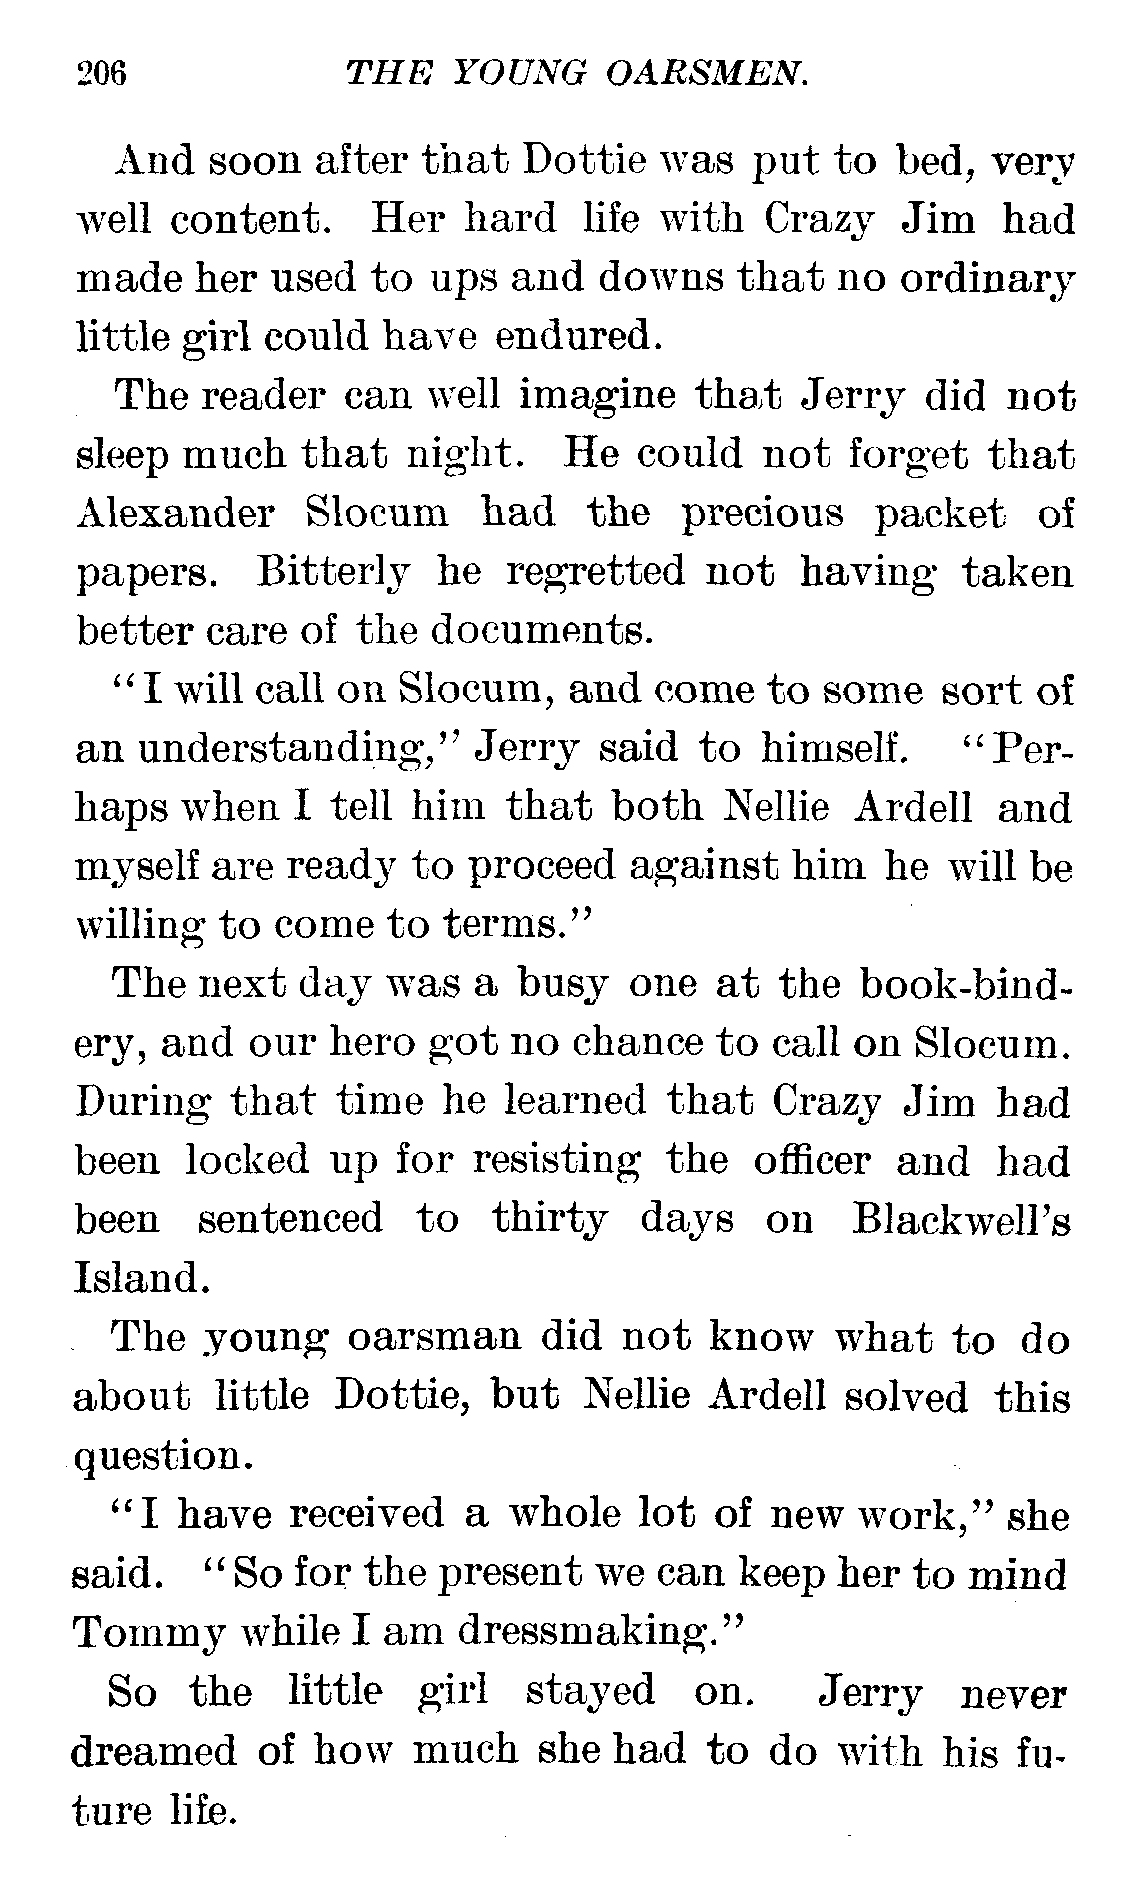 206 THE YOUNG OARSMEN.
And soon after that Dottie was put to bed, very
well content. Her hard life with Crazy Jim had
made her used to ups and downs that no ordinary
little girl could have endured.
The reader can well imagine that Jerry did not
sleep much that night. He could not forget that
Alexander Slocum had the precious packet of
papers. Bitterly he regretted not having taken
better care of the documents.
“I will call on Slocum, and come to some sort of
an understanding,” Jerry said to himself. “Per-
haps when I tell him that both Nellie Ardell and
myself are ready to proceed against him he will be
willing to come to terms.”
The next day was a busy one at the book-bind-
ery, and our hero got no chance to call on Slocum.
During that time he learned that Crazy Jim had
been locked up for resisting the officer and had
been sentenced to thirty days on Blackwell’s
Island.
The young oarsman did not know what to do
about little Dottie, but Nellie Ardell solved this
question.
“I have received a whole lot of new work,” she
said. “So for the present we can keep her to mind
Tommy while I am dressmaking.”
So the little girl stayed on. Jerry never
dreamed of how much she had to do with his fu-
ture life.